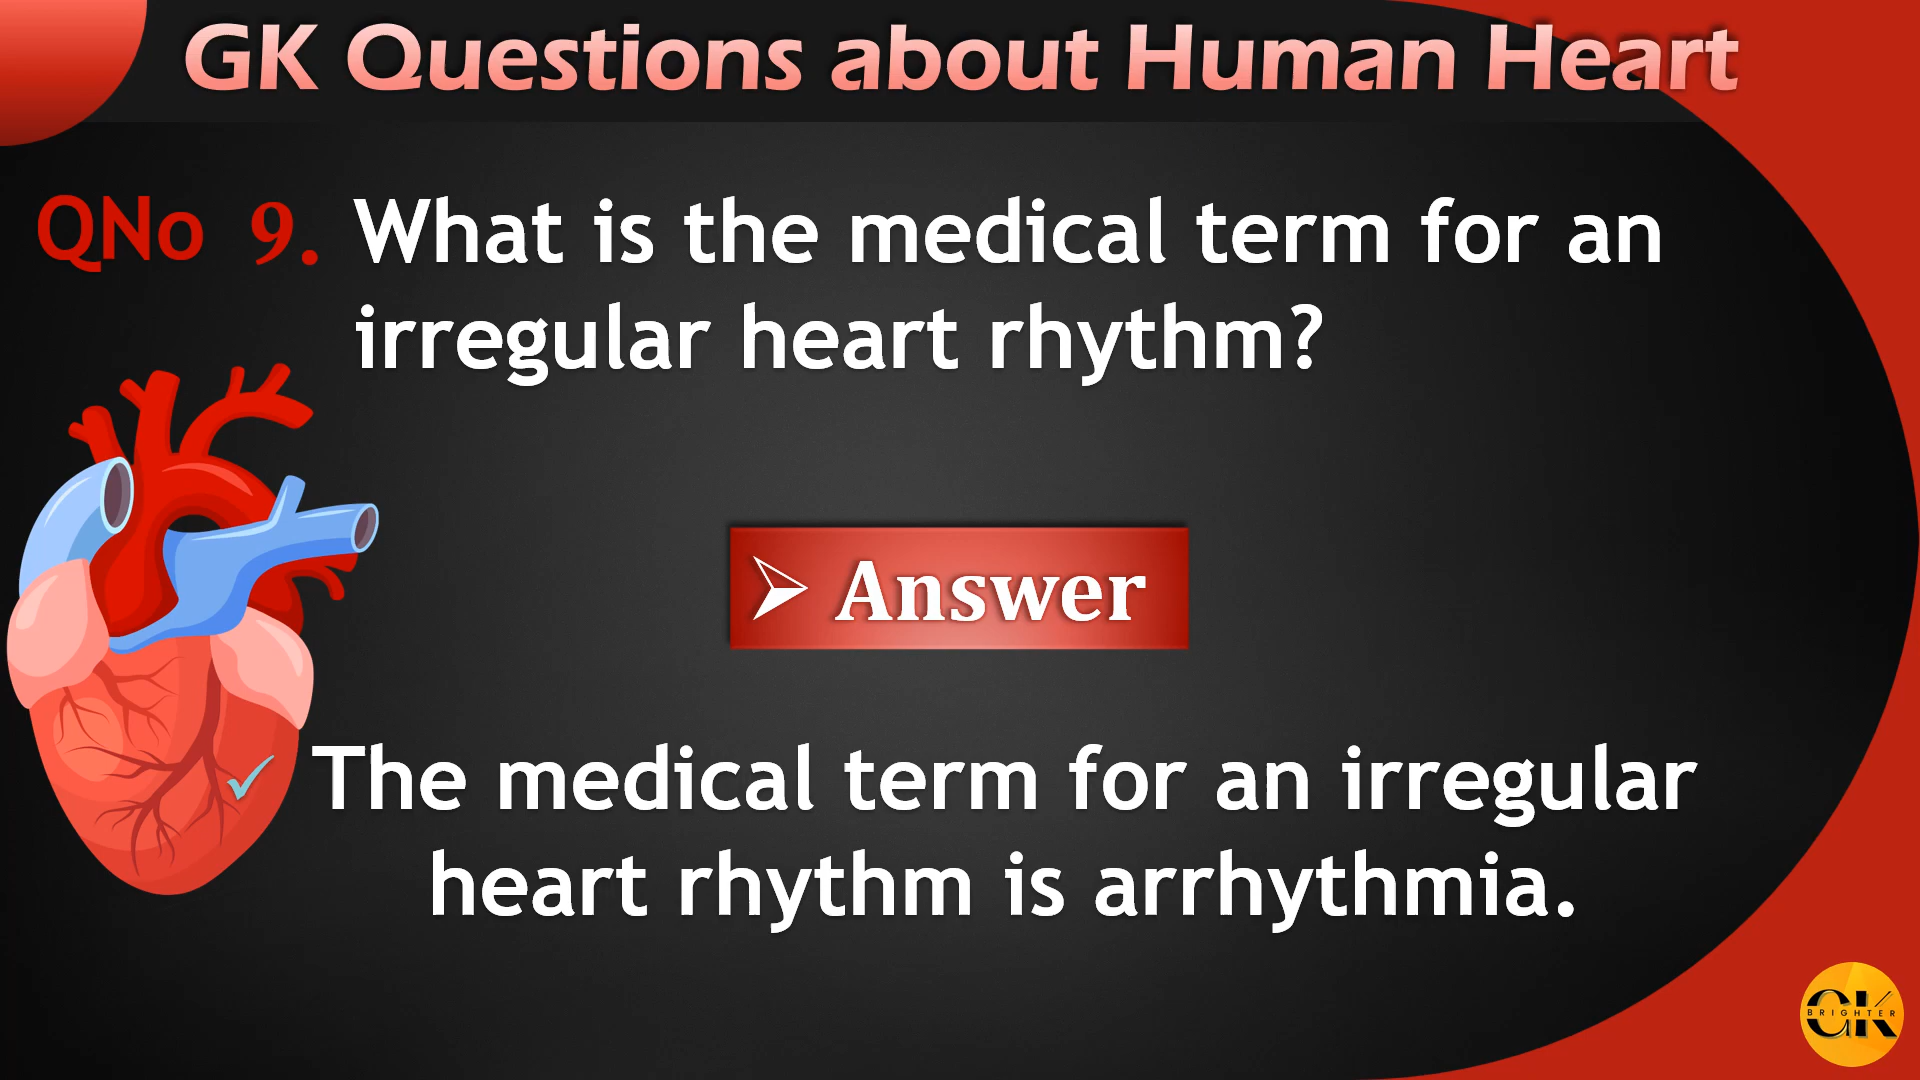 GK Questions about Human Heart
QNo 9. What is the medical term for an
irregular heart rhythm?
Answer
The medical term for an irregular
heart rhythm is arrhythmia.
GK
BRIGHTER